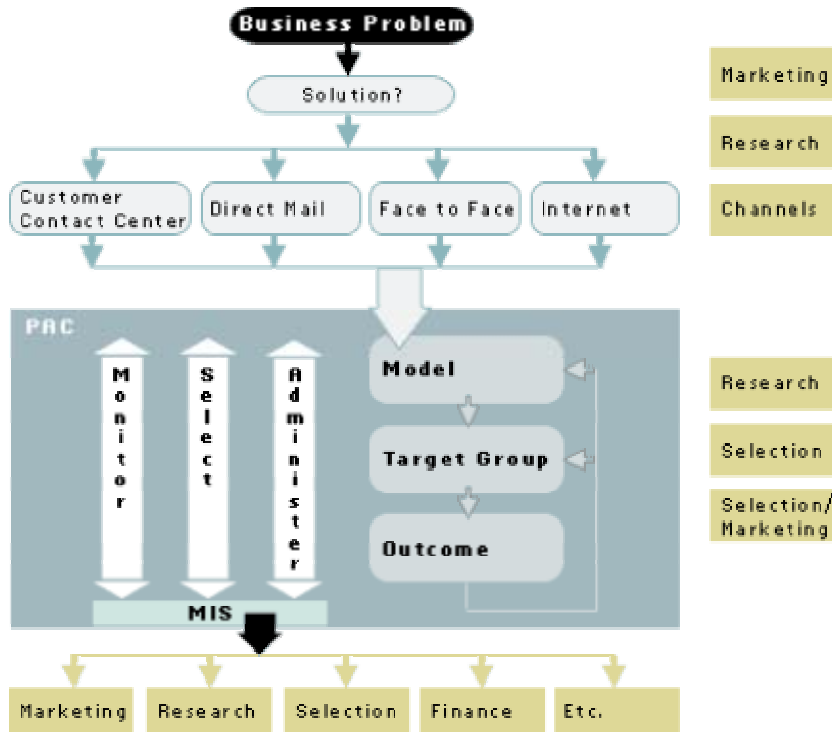 Business Problem
Marketing
Solution?
Research
Customer
Contact Center
Direct Mail
Face to Face
Internet
Channels
PAC
Monitor
Select
Administer
Model
Research
Target Group
Selection
Outcome
Selection/
Marketing
MIS
Marketing
Research
Selection
Finance
Etc.